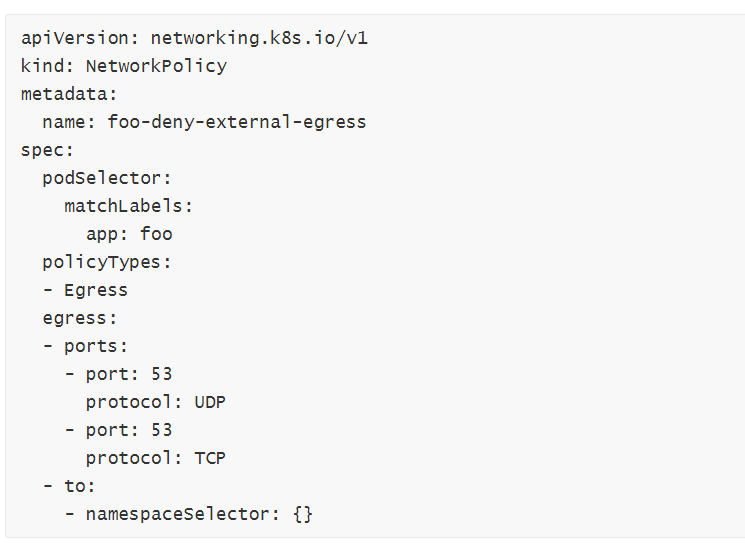 apiVersion: networking.k8s.io/v1
kind: NetworkPolicy
metadata:
  name: foo-deny-external-egress
spec:
  podSelector:
    matchLabels:
      app: foo
  policyTypes:
  - Egress
  egress:
  - ports:
    - port: 53
      protocol: UDP
    - port: 53
      protocol: TCP
  - to:
    - namespaceSelector: {}